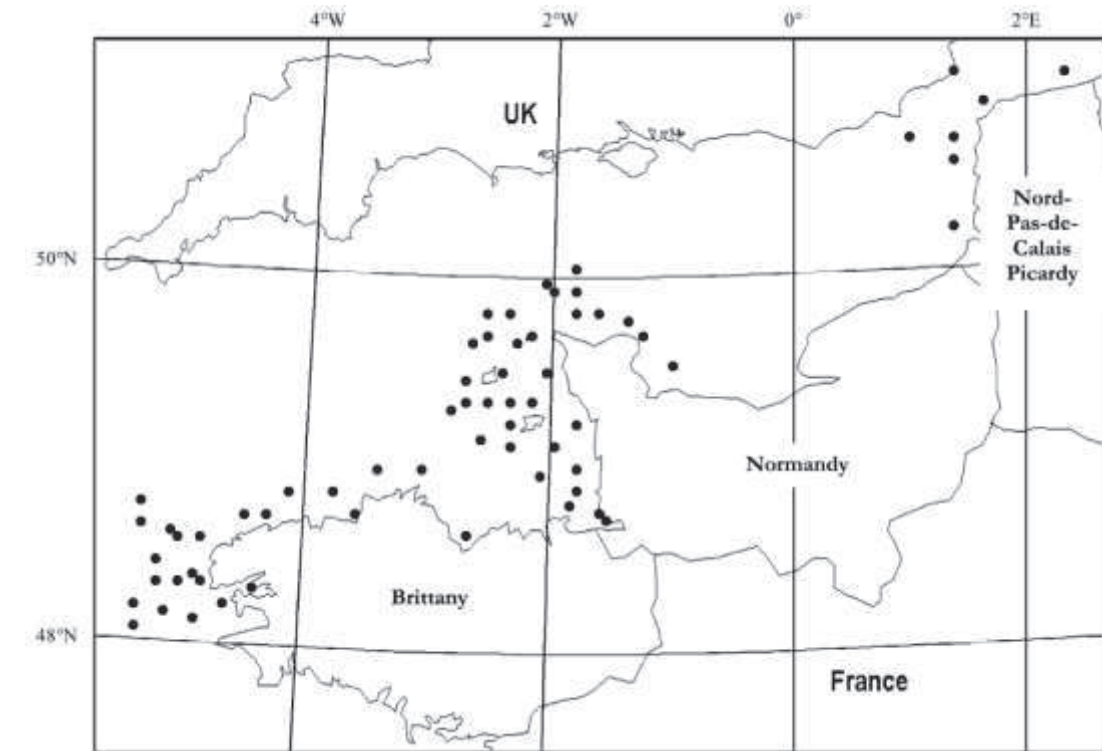 4°W 2°W 0° 2°E
UK
Nord-
Pas-de-
Calais
Picardy
50°N
Normandy
Brittany
48°N
France